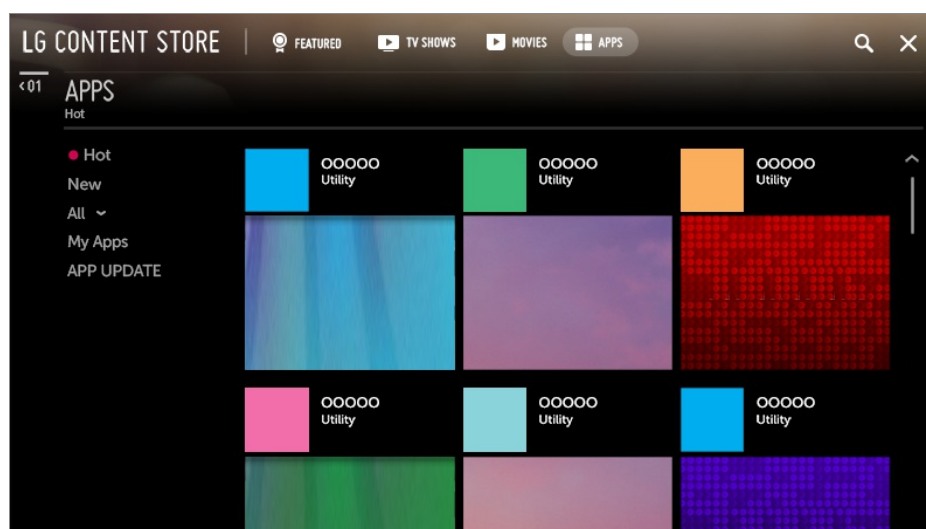 LG CONTENT STORE
FEATURED
TV SHOWS
MOVIES
APPS
<01
APPS
Hot
Hot
New
All
My Apps
APP UPDATE
OOOOO
Utility
OOOOO
Utility
OOOOO
Utility
OOOOO
Utility
OOOOO
Utility
OOOOO
Utility